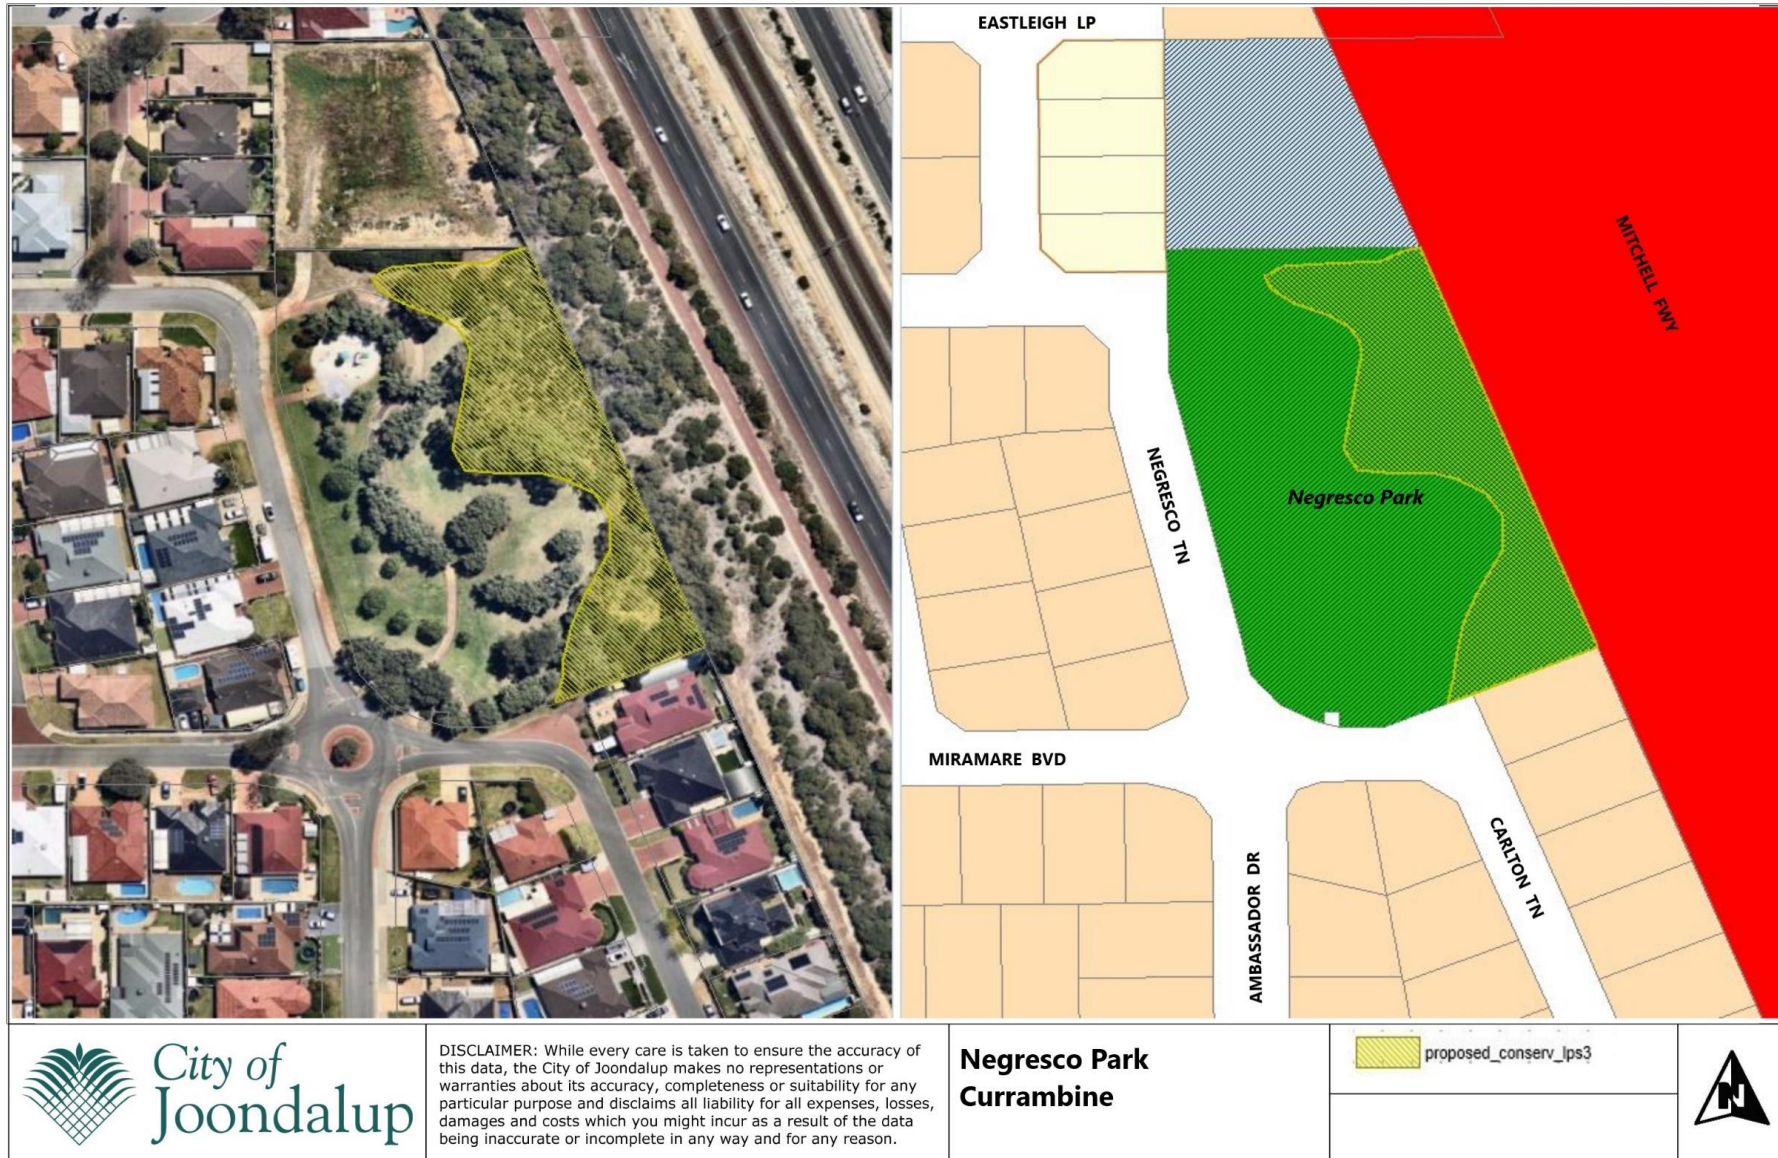 EASTLEIGH LP
MITCHELL FWY
NEGRESCO TN
Negresco Park
MIRAMARE BVD
AMBASSADOR DR
CARLTON TN
City of
Joondalup
DISCLAIMER: While every care is taken to ensure the accuracy of
this data, the City of Joondalup makes no representations or
warranties about its accuracy, completeness or suitability for any
particular purpose and disclaims all liability for all expenses, losses,
damages and costs which you might incur as a result of the data
being inaccurate or incomplete in any way and for any reason.
Negresco Park
Currambine
proposed_conserv_lps3
N